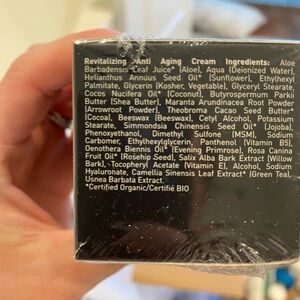 Revitalizing Anti Aging Cream Ingredients: Aloe
Barbadensis Leaf Juice* (Aloe), Aqua (Deionized Water),
Helianthus Annuus Seed Oil* (Sunflower), Ethylhexyl
Palmitate, Glycerin (Kosher, Vegetable), Glyceryl Stearate,
Cocos Nucifera Oil* (Coconut), Butyrospermum Parkii
Butter (Shea Butter), Maranta Arundinacea Root Powder
(Arrowroot Powder), Theobroma Cacao Seed Butter*
(Cocoa), Beeswax (Beeswax), Cetyl Alcohol, Potassium
Stearate, Simmondsia Chinensis Seed Oil* (Jojoba),
Phenoxyethanol, Dimethyl Sulfone (MSM), Sodium
Carbomer, Ethylhexylglycerin, Panthenol (Vitamin B5),
Oenothera Biennis Oil* (Evening Primrose), Rosa Canina
Fruit Oil* (Rosehip Seed), Salix Alba Bark Extract (Willow
Bark), Tocopheryl Acetate (Vitamin E), Alcohol, Sodium
Hyaluronate, Camellia Sinensis Leaf Extract* (Green Tea),
Usnea Barbata Extract.
*Certified Organic/Certifié BIO